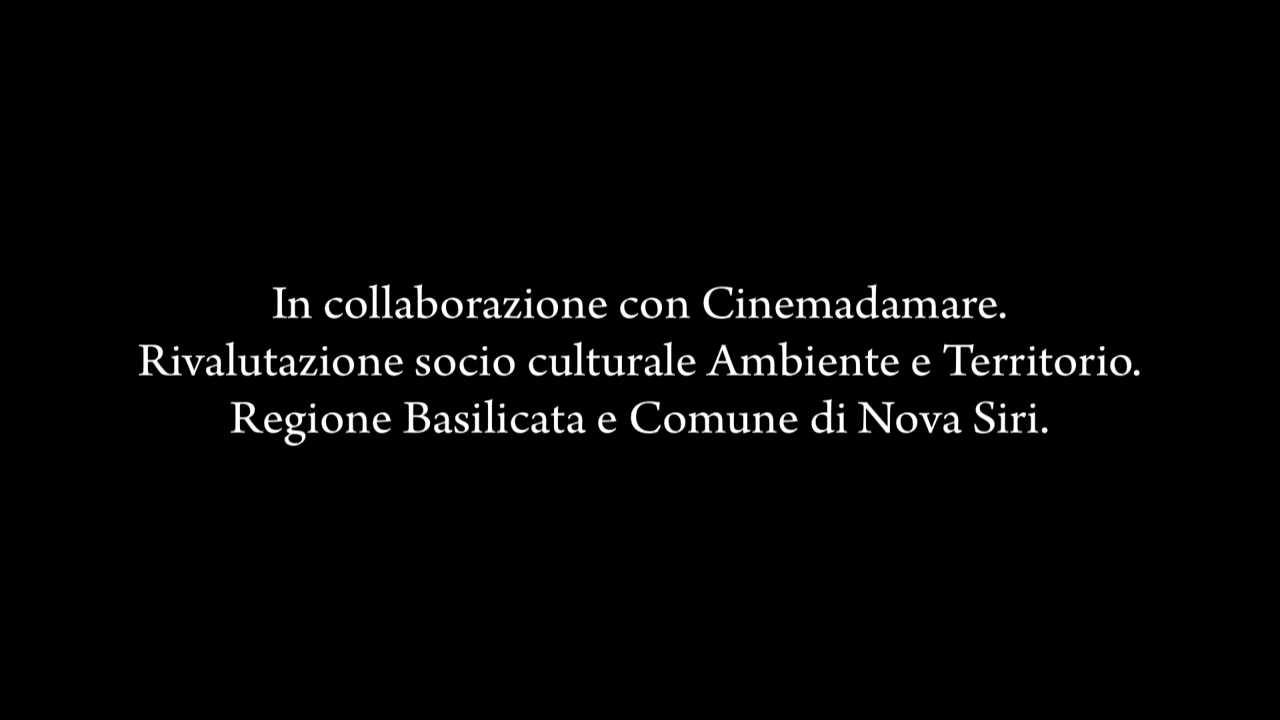 In collaborazione con Cinemadamare.
Rivalutazione socio culturale Ambiente e Territorio.
Regione Basilicata e Comune di Nova Siri.